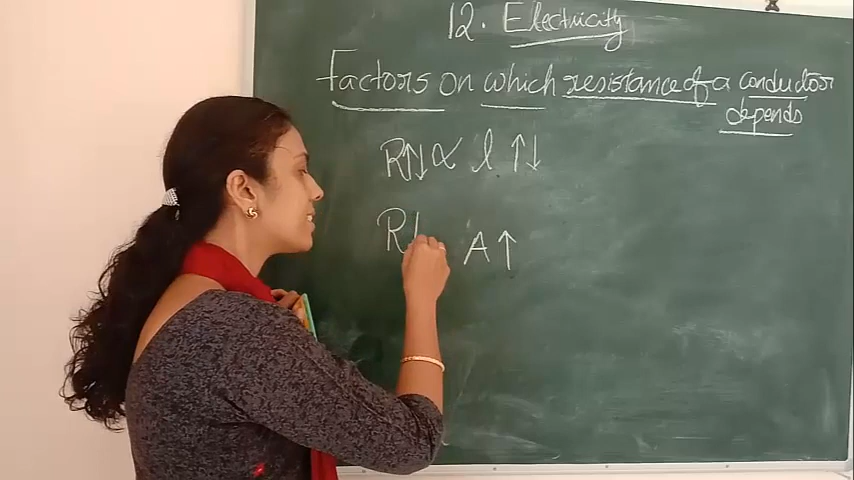 12. Electricity
Factors on which resistance of a conductor
depends
R↑↓ ∝ l ↑↓
R↓ A↑